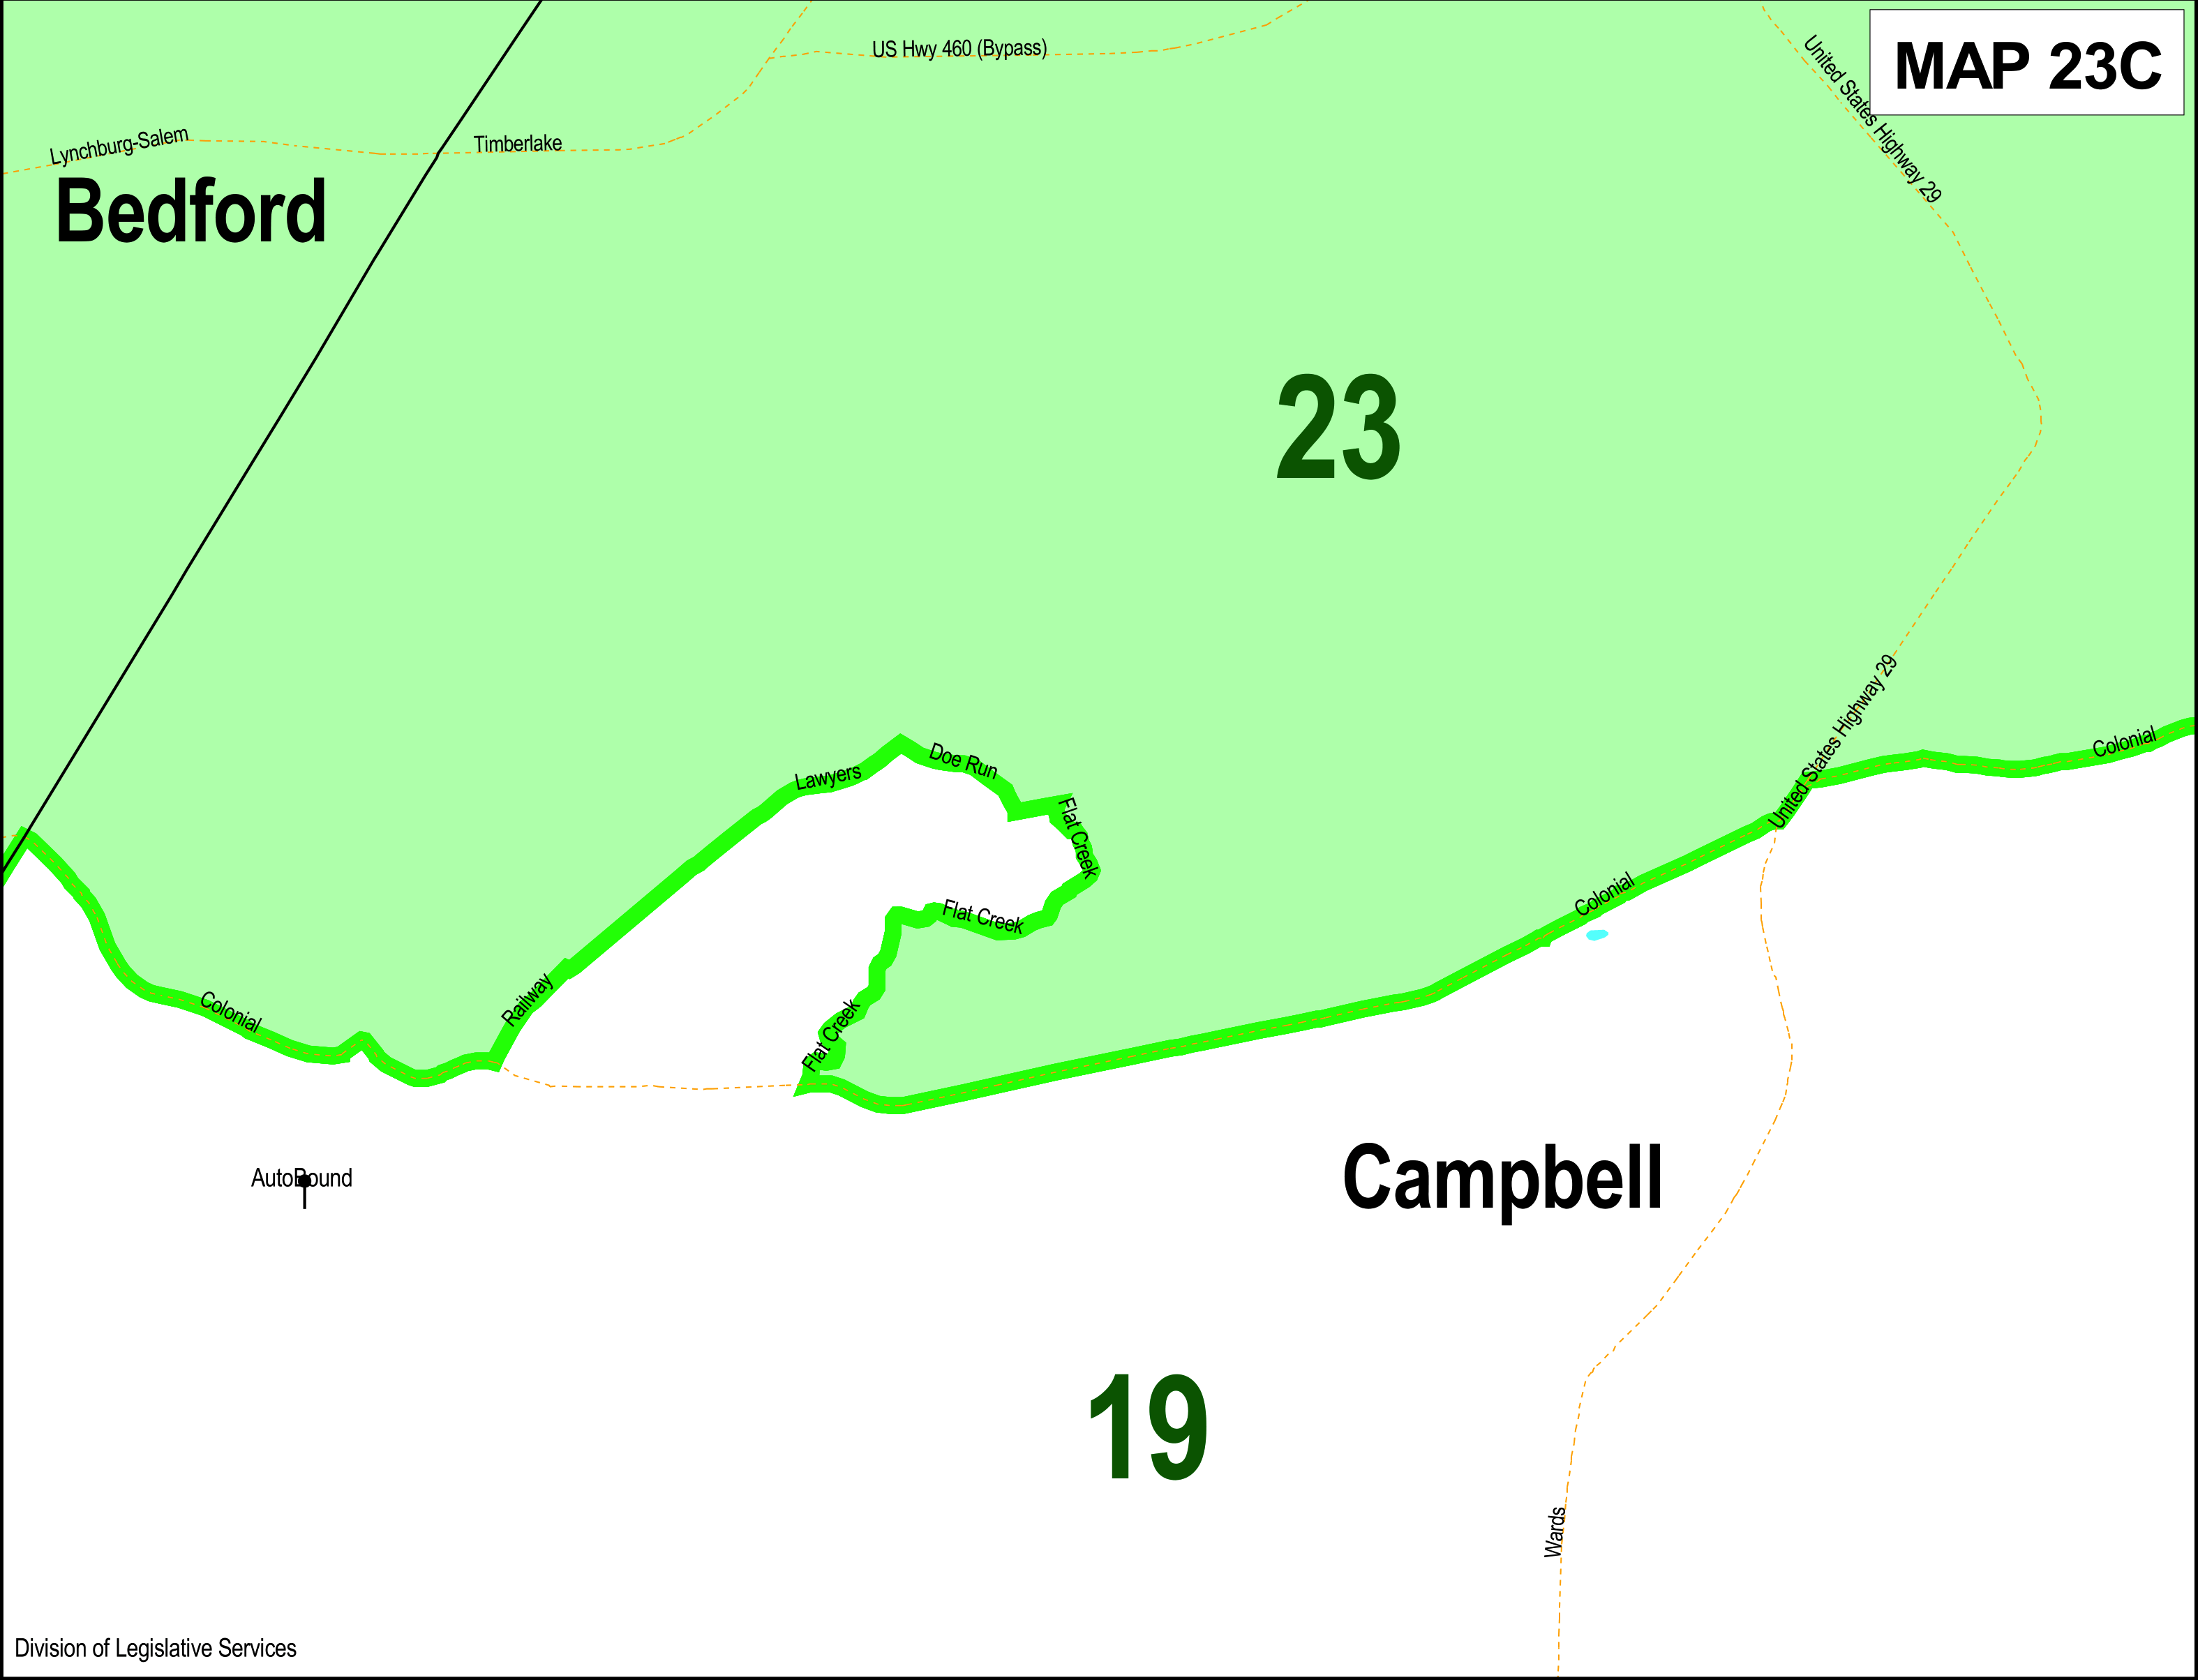 US Hwy 460 (Bypass)
United States Highway 29
MAP 23C
Lynchburg-Salem
Timberlake
Bedford
23
United States Highway 29
Colonial
Doe Run
Lawyers
Flat Creek
Colonial
Flat Creek
Railway
Colonial
Flat Creek
AutoBound
Campbell
19
Wards
Division of Legislative Services